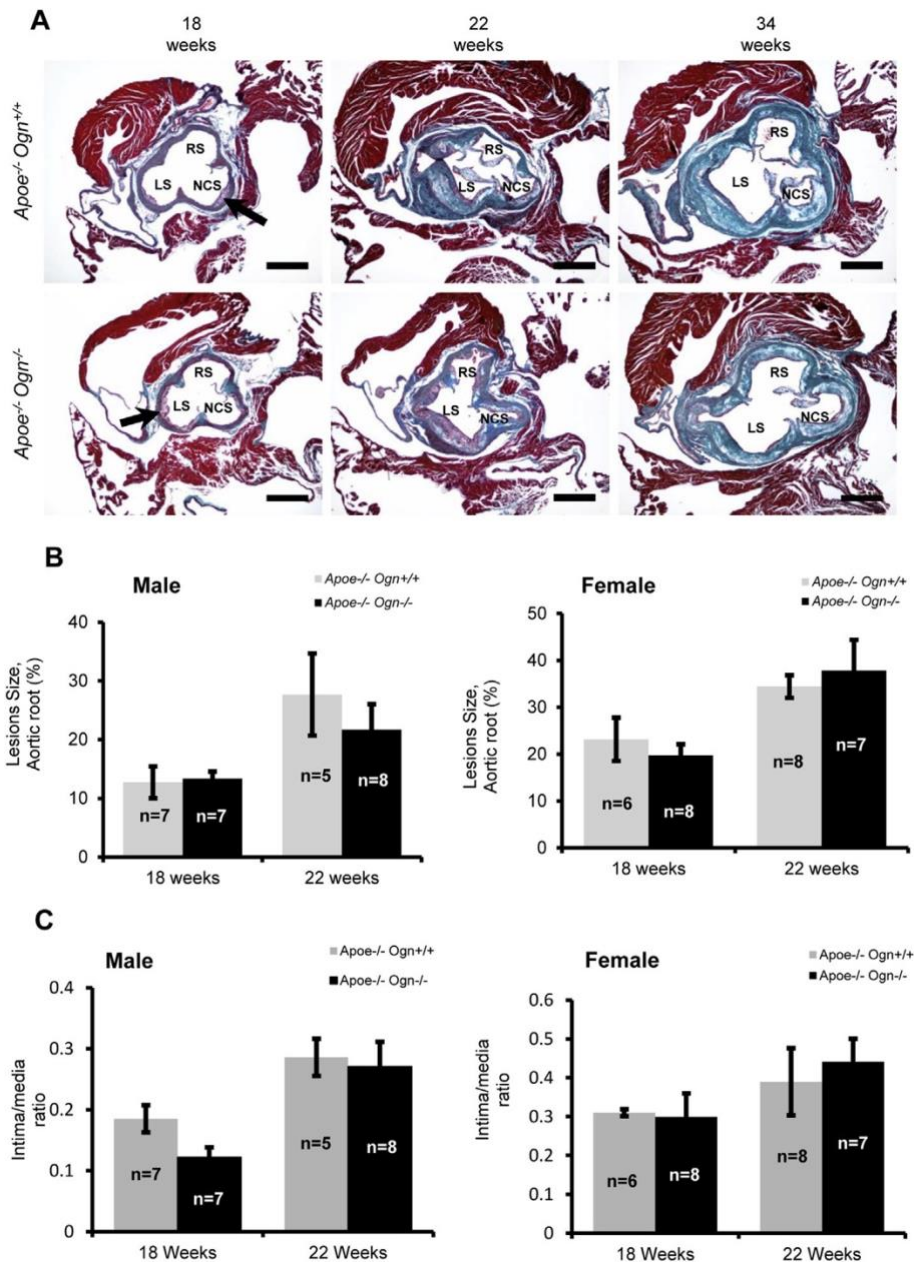 A
18
weeks
22
weeks
34
weeks
Apoe-/- Ogn+/+
RS
LS
NCS
RS
LS
NCS
RS
LS
NCS
Apoe-/- Ogn-/-
RS
LS
NCS
RS
LS
NCS
RS
LS
NCS
B
Male
Apoe-/- Ogn+/+
Apoe-/- Ogn-/-
Lesions Size,
Aortic root (%)
40
30
20
10
0
n=7
n=7
n=5
n=8
18 weeks
22 weeks
Female
Apoe-/- Ogn+/+
Apoe-/- Ogn-/-
Lesions Size,
Aortic root (%)
50
40
30
20
10
0
n=6
n=8
n=8
n=7
18 weeks
22 weeks
C
Male
Apoe-/- Ogn+/+
Apoe-/- Ogn-/-
Intima/media
ratio
0.4
0.3
0.2
0.1
0
n=7
n=7
n=5
n=8
18 Weeks
22 Weeks
Female
Apoe-/- Ogn+/+
Apoe-/- Ogn-/-
Intima/media
ratio
0.6
0.5
0.4
0.3
0.2
0.1
0
n=6
n=8
n=8
n=7
18 Weeks
22 Weeks